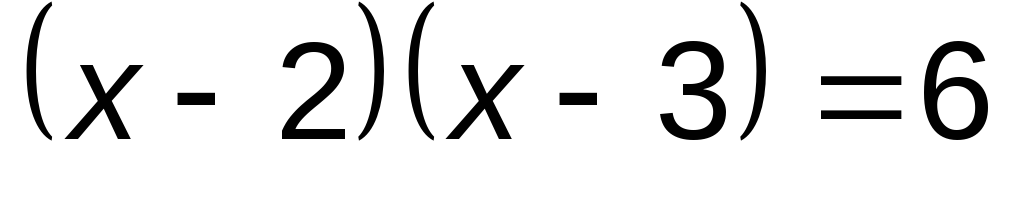 (x - 2)(x - 3) =6